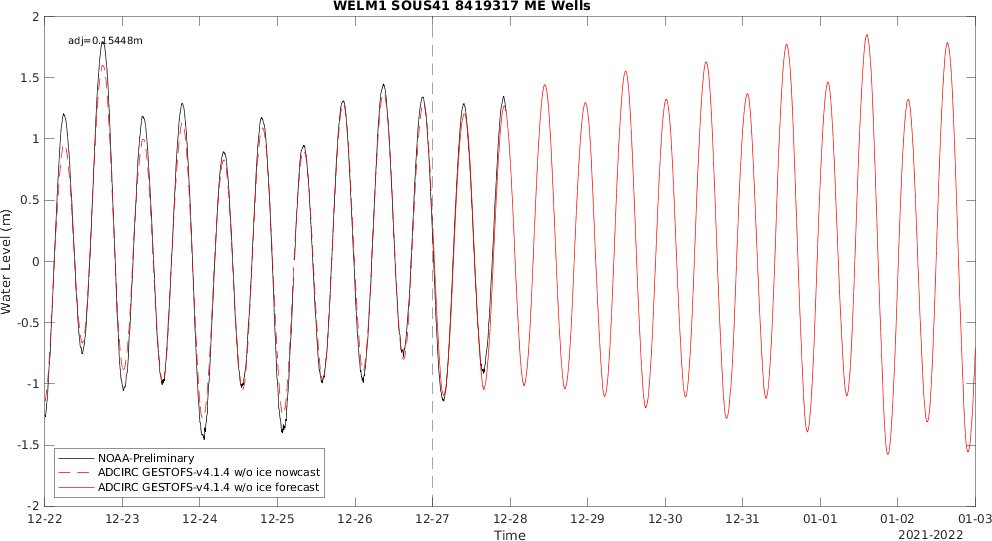 WELM1 SOUS41 8419317 ME Wells
adj=0.15448m
2
1.5
1
0.5
0
-0.5
-1
-1.5
-2
Water Level (m)
NOAA-Preliminary
ADCIRC GESTOFS-v4.1.4 w/o ice nowcast
ADCIRC GESTOFS-v4.1.4 w/o ice forecast
12-22 12-23 12-24 12-25 12-26 12-27 12-28 12-29 12-30 12-31 01-01 01-02 01-03
Time
2021-2022